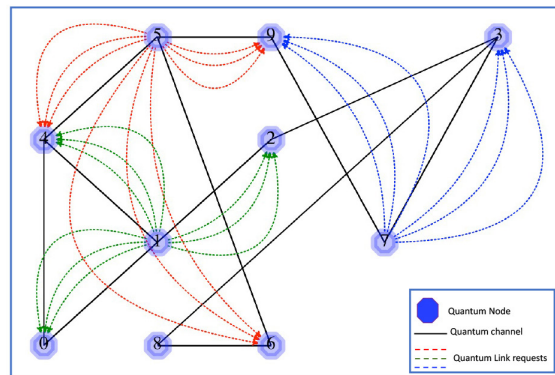 5 9 3
4 2
1 7
0 8 6
Quantum Node
Quantum channel
Quantum Link requests